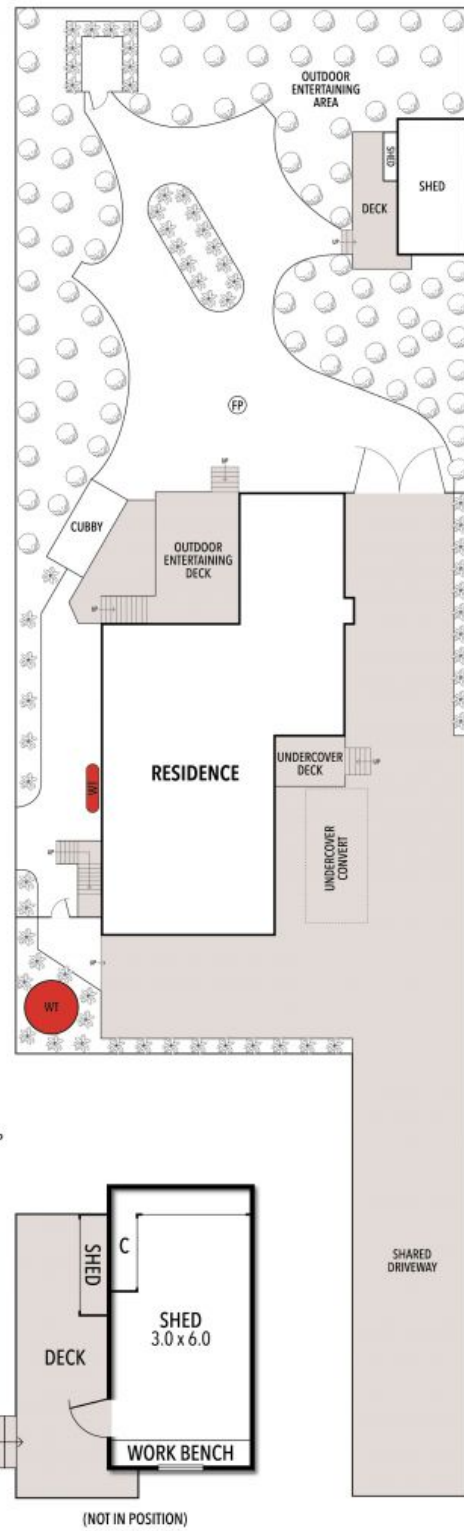 OUTDOOR
ENTERTAINING
AREA
SHED
SHED
DECK
UP
FP
UP
CUBBY
OUTDOOR
ENTERTAINING
DECK
UP
RESIDENCE
UNDERCOVER
DECK
UP
WT
UNDERCOVER
CONVERT
UP
UP
WT
SHARED
DRIVEWAY
C
SHED
SHED
3.0 x 6.0
DECK
WORK BENCH
(NOT IN POSITION)